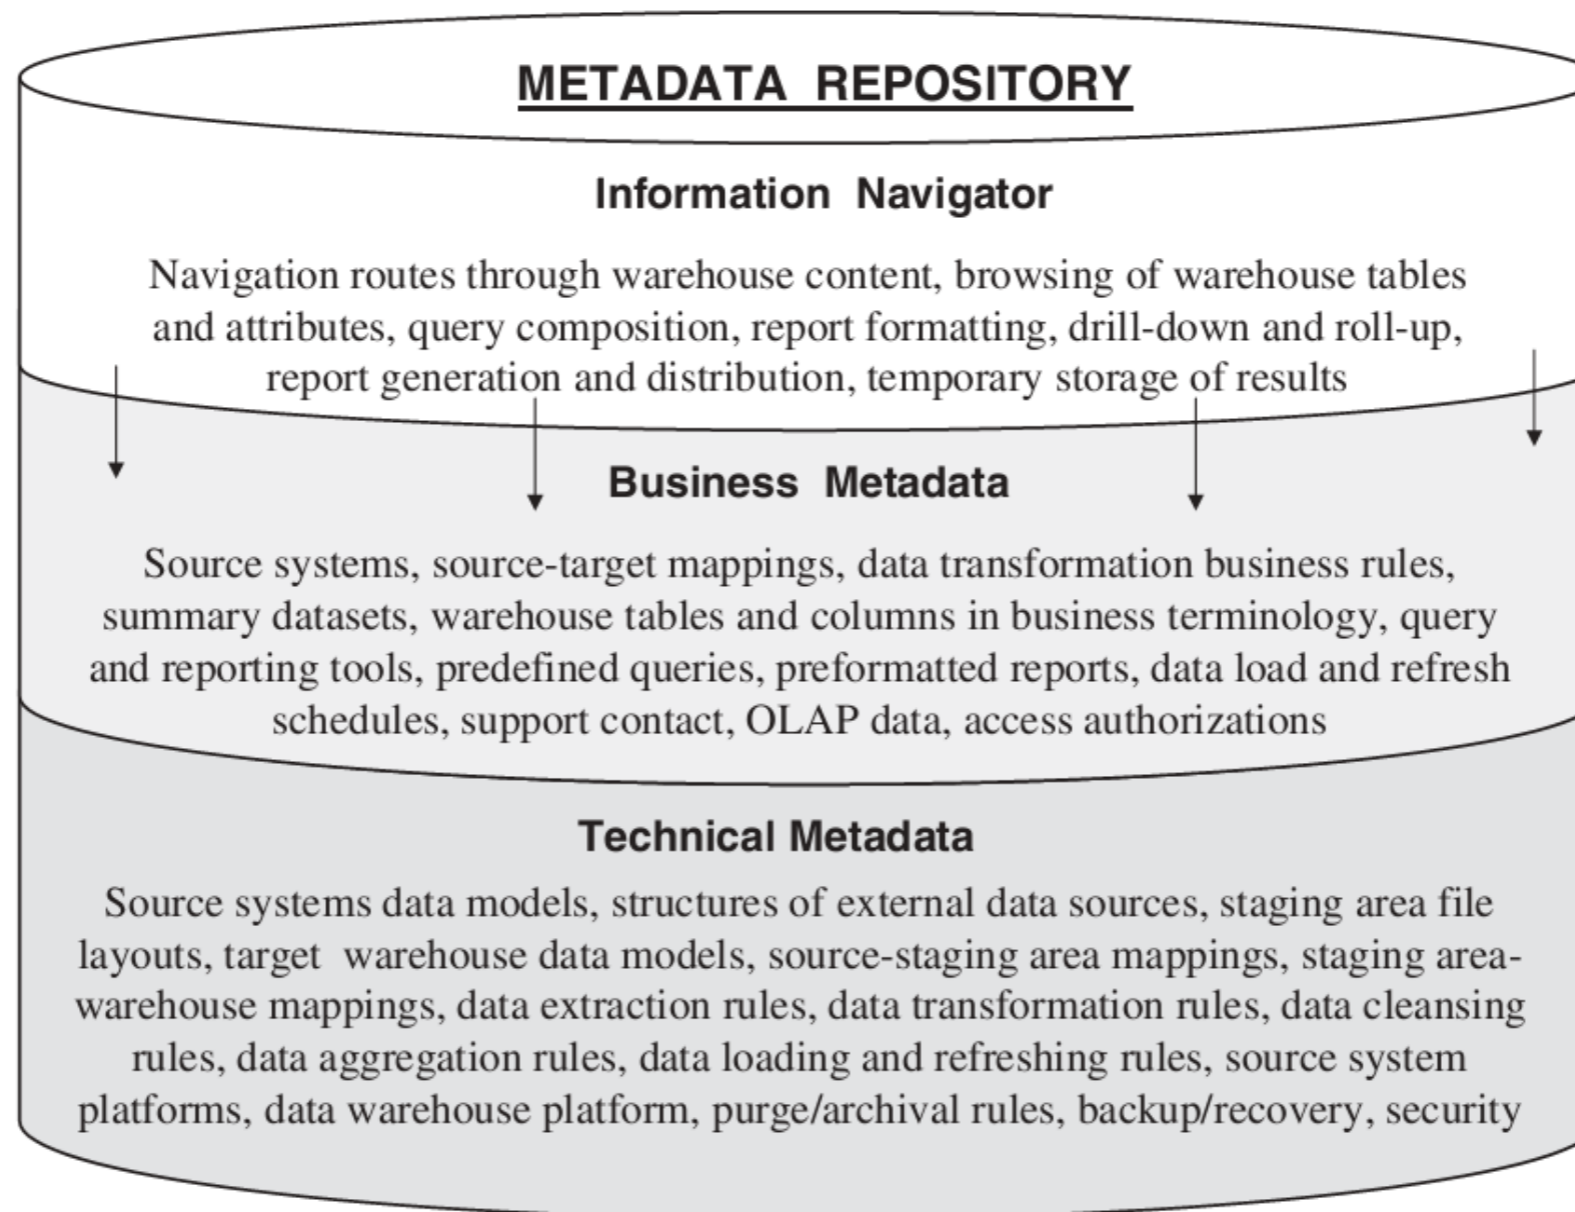 METADATA REPOSITORY
Information Navigator
Navigation routes through warehouse content, browsing of warehouse tables
and attributes, query composition, report formatting, drill-down and roll-up,
report generation and distribution, temporary storage of results
Business Metadata
Source systems, source-target mappings, data transformation business rules,
summary datasets, warehouse tables and columns in business terminology, query
and reporting tools, predefined queries, preformatted reports, data load and refresh
schedules, support contact, OLAP data, access authorizations
Technical Metadata
Source systems data models, structures of external data sources, staging area file
layouts, target warehouse data models, source-staging area mappings, staging area-
warehouse mappings, data extraction rules, data transformation rules, data cleansing
rules, data aggregation rules, data loading and refreshing rules, source system
platforms, data warehouse platform, purge/archival rules, backup/recovery, security